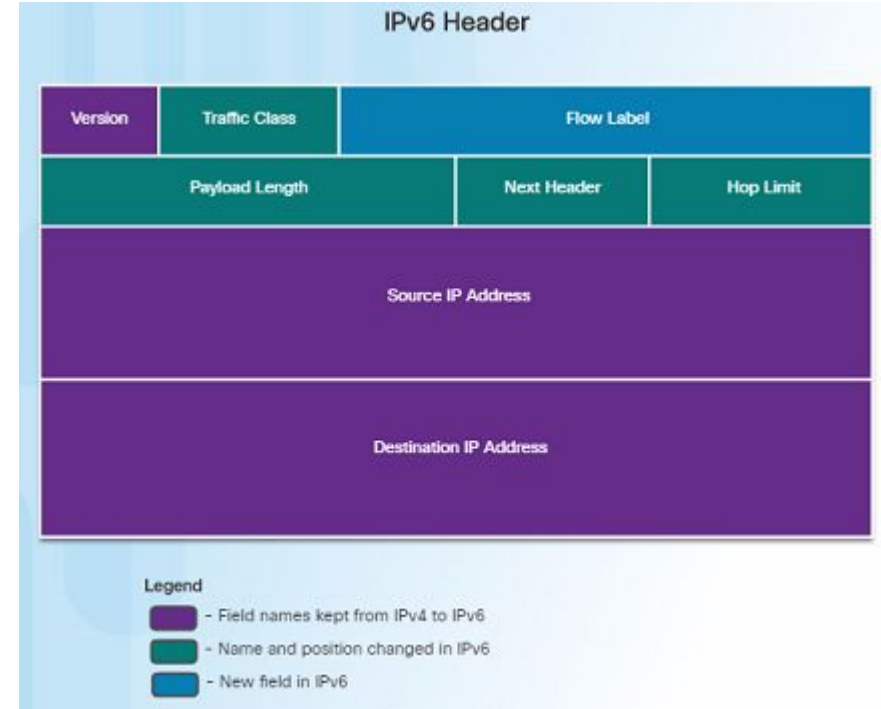 IPv6 Header
Version Traffic Class Flow Label
Payload Length Next Header Hop Limit
Source IP Address
Destination IP Address
Legend
- Field names kept from IPv4 to IPv6
- Name and position changed in IPv6
- New field in IPv6